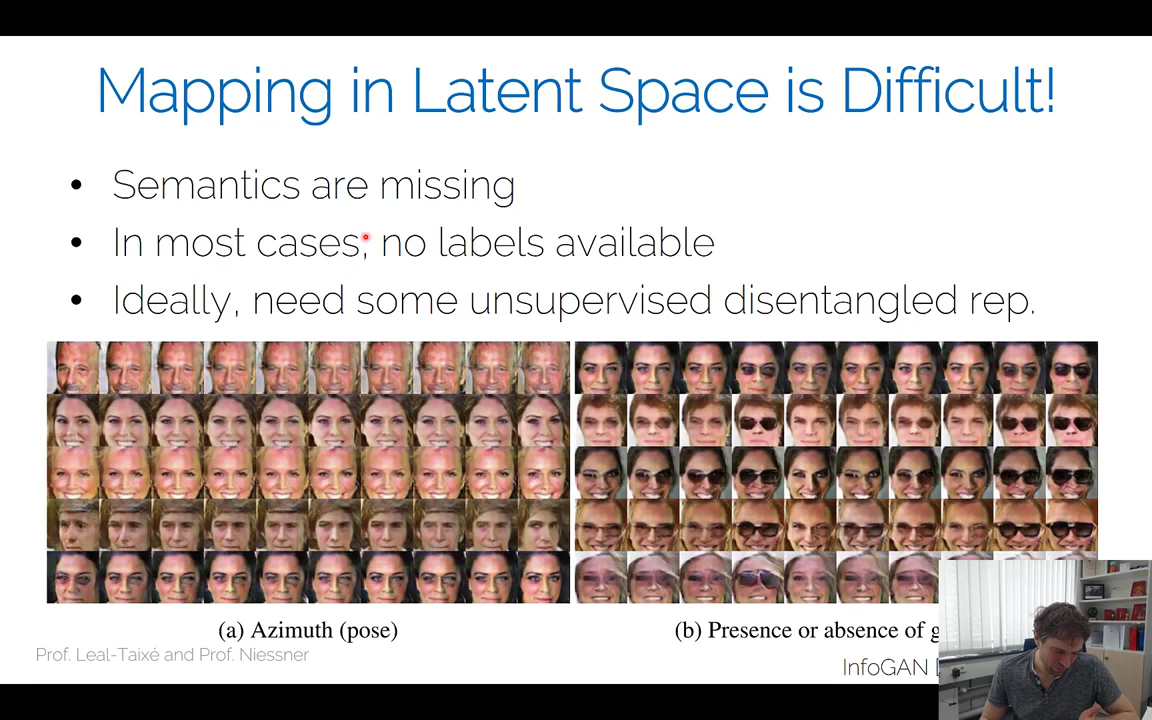 Mapping in Latent Space is Difficult!
• Semantics are missing
• In most cases, no labels available
• Ideally, need some unsupervised disentangled rep.
(a) Azimuth (pose)
(b) Presence or absence of
Prof. Leal-Taixé and Prof. Niessner
InfoGAN